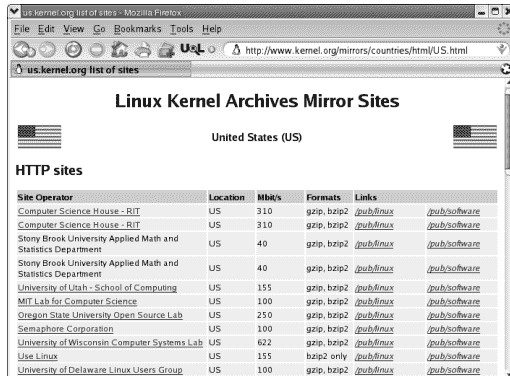 us.kernel.org list of sites - Mozilla Firefox
File Edit View Go Bookmarks Tools Help
http://www.kernel.org/mirrors/countries/html/US.html
us.kernel.org list of sites
Linux Kernel Archives Mirror Sites
United States (US)
HTTP sites
Site Operator Location Mbit/s Formats Links
Computer Science House - RIT US 310 gzip, bzip2 /pub/linux /pub/software
Computer Science House - RIT US 310 gzip, bzip2 /pub/linux /pub/software
Stony Brook University Applied Math and
Statistics Department US 40 gzip, bzip2 /pub/linux /pub/software
Stony Brook University Applied Math and
Statistics Department US 40 gzip, bzip2 /pub/linux /pub/software
University of Utah - School of Computing US 155 gzip, bzip2 /pub/linux /pub/software
MIT Lab for Computer Science US 100 gzip, bzip2 /pub/linux /pub/software
Oregon State University Open Source Lab US 250 gzip, bzip2 /pub/linux /pub/software
Semaphore Corporation US 100 gzip, bzip2 /pub/linux /pub/software
University of Wisconsin Computer Systems Lab US 622 gzip, bzip2 /pub/linux /pub/software
Use Linux US 155 bzip2 only /pub/linux /pub/software
University of Delaware Linux Users Group US 100 gzip, bzip2 /pub/linux /pub/software